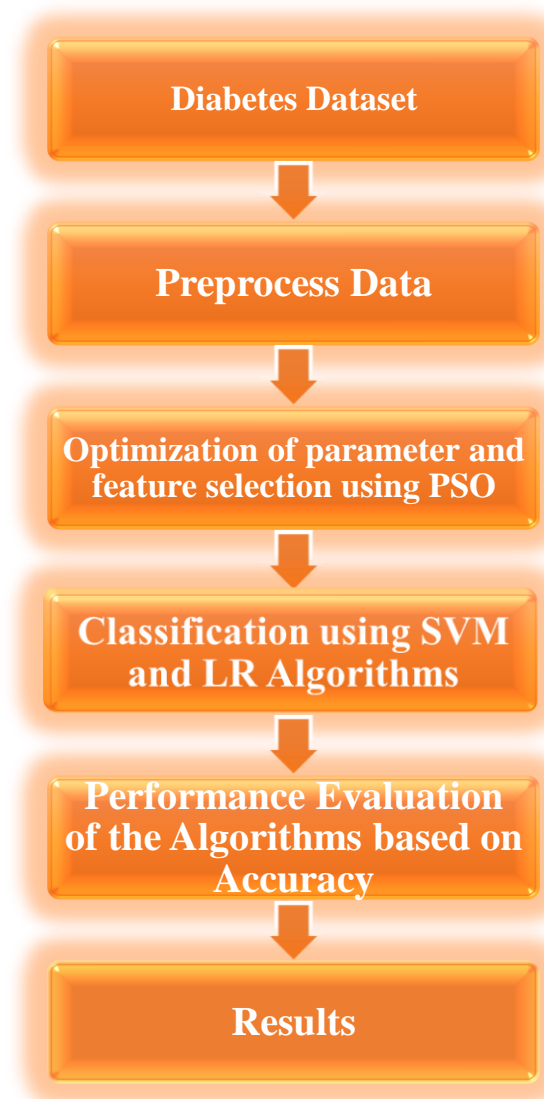 Diabetes Dataset
Preprocess Data
Optimization of parameter and
feature selection using PSO
Classification using SVM
and LR Algorithms
Performance Evaluation
of the Algorithms based on
Accuracy
Results